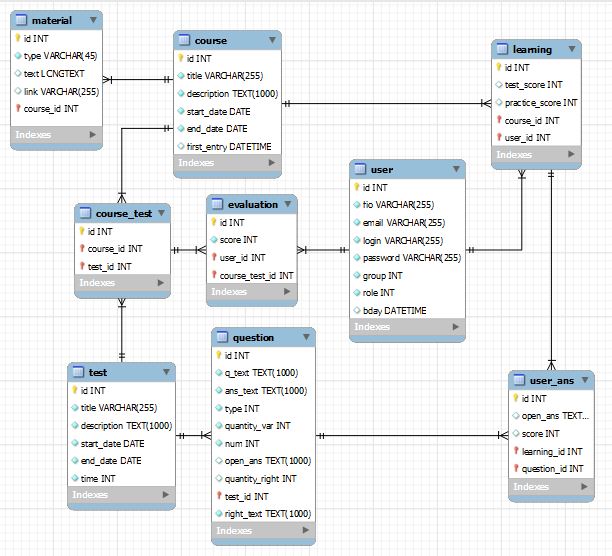 material
id INT
type VARCHAR(45)
text LCNGTEXT
link VARCHAR(255)
course_id INT
Indexes
course
id INT
title VARCHAR(255)
description TEXT(1000)
start_date DATE
end_date DATE
first_entry DATETIME
Indexes
learning
id INT
test_score INT
practice_score INT
course_id INT
user_id INT
Indexes
course_test
id INT
course_id INT
test_id INT
Indexes
evaluation
id INT
score INT
user_id INT
course_test_id INT
Indexes
user
id INT
fio VARCHAR(255)
email VARCHAR(255)
login VARCHAR(255)
password VARCHAR(255)
group INT
role INT
bday DATETIME
Indexes
test
id INT
title VARCHAR(255)
description TEXT(1000)
start_date DATE
end_date DATE
time INT
Indexes
question
id INT
q_text TEXT(1000)
ans_text TEXT(1000)
type INT
quantity_var INT
num INT
open_ans TEXT(1000)
quantity_right INT
test_id INT
right_text TEXT(1000)
Indexes
user_ans
id INT
open_ans TEXT...
score INT
learning_id INT
question_id INT
Indexes